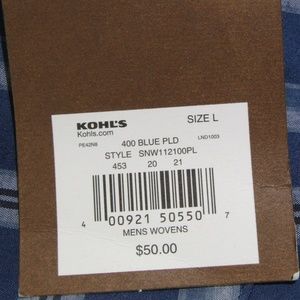 KOHL'S
Kohls.com
SIZE L
PE42N8
400 BLUE PLD
LND1003
STYLE SNW112100PL
453 20 21
4 00921 50550 7
MENS WOVENS
$50.00